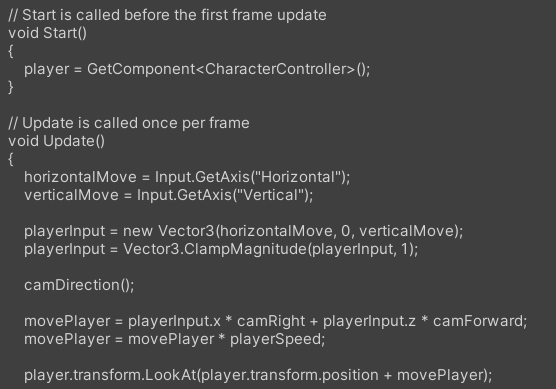 // Start is called before the first frame update
void Start()
{
    player = GetComponent<CharacterController>();
}

// Update is called once per frame
void Update()
{
    horizontalMove = Input.GetAxis("Horizontal");
    verticalMove = Input.GetAxis("Vertical");

    playerInput = new Vector3(horizontalMove, 0, verticalMove);
    playerInput = Vector3.ClampMagnitude(playerInput, 1);

    camDirection();

    movePlayer = playerInput.x * camRight + playerInput.z * camForward;
    movePlayer = movePlayer * playerSpeed;

    player.transform.LookAt(player.transform.position + movePlayer);